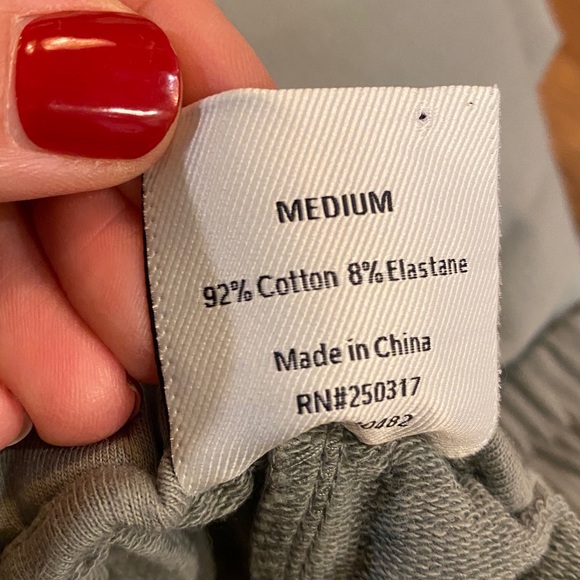 MEDIUM
92% Cotton 8% Elastane
Made in China
RN#250317